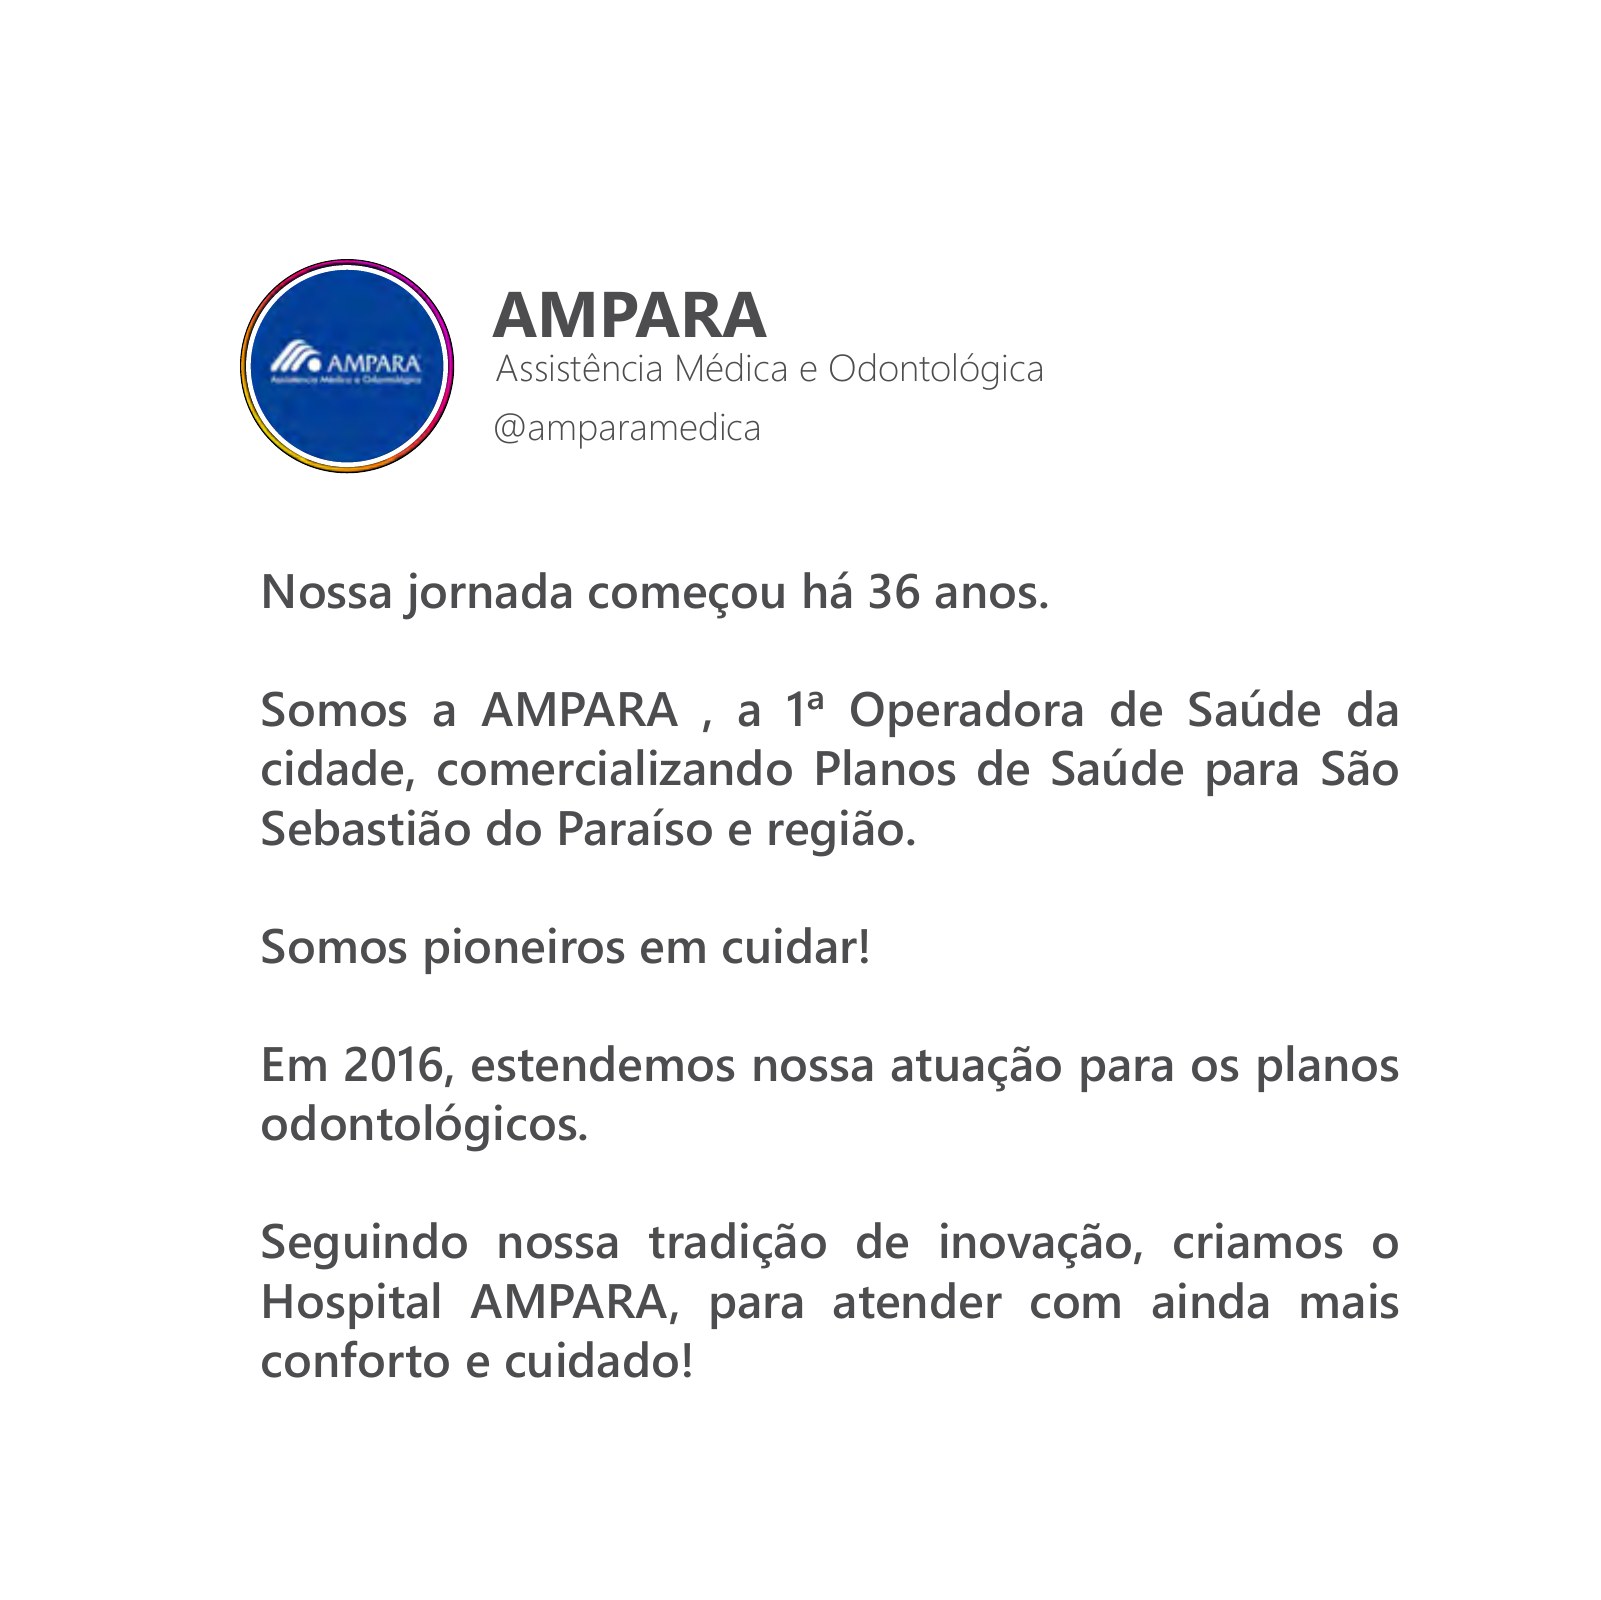 AMPARA
Assistência Médica e Odontológica
AMPARA
Assistência Médica e Odontológica
@amparamedica
Nossa jornada começou há 36 anos.
Somos a AMPARA , a 1ª Operadora de Saúde da
cidade, comercializando Planos de Saúde para São
Sebastião do Paraíso e região.
Somos pioneiros em cuidar!
Em 2016, estendemos nossa atuação para os planos
odontológicos.
Seguindo nossa tradição de inovação, criamos o
Hospital AMPARA, para atender com ainda mais
conforto e cuidado!